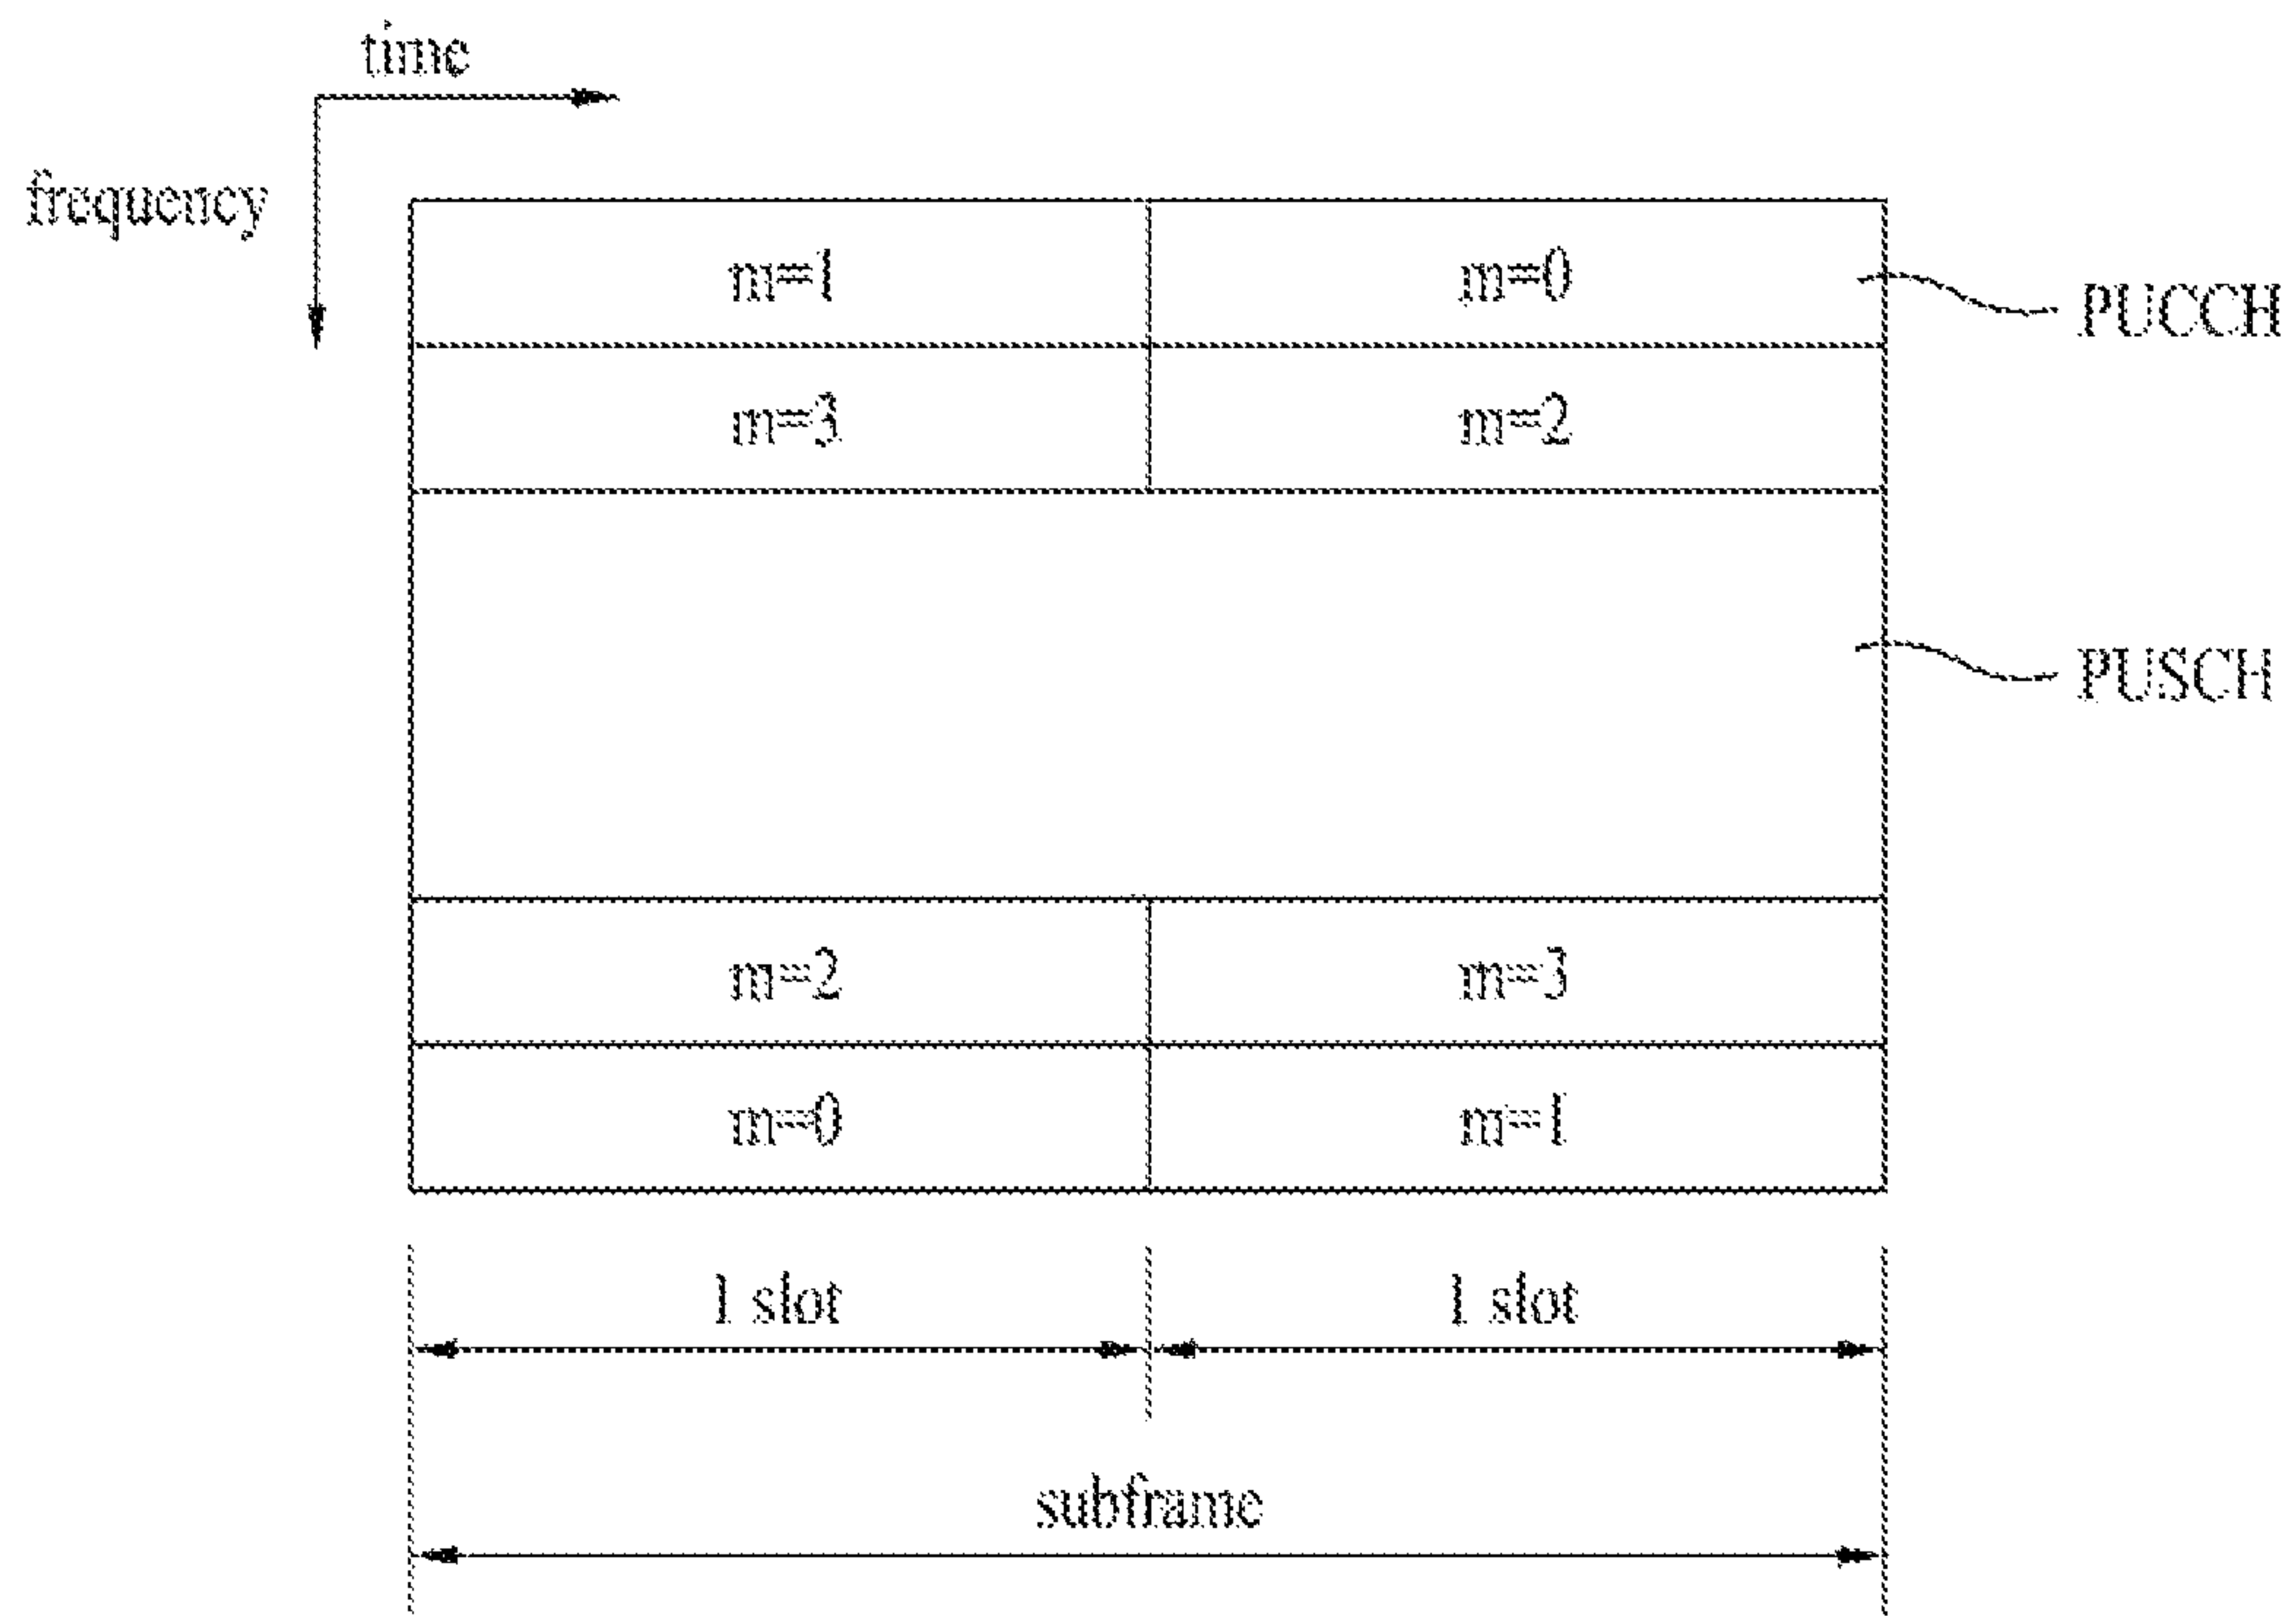 time
frequency
m=1 m=0
PUCCH
m=3 m=2
PUSCH
m=2 m=3
m=0 m=1
1 slot 1 slot
subframe